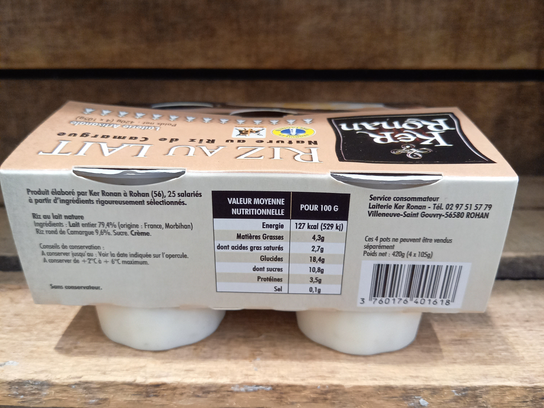 Ker
Ronan
RIZ AU LAIT
Nature au Riz de
Camargue
Produit élaboré par Ker Ronan à Rohan (56), 25 salariés
à partir d'ingrédients rigoureusement sélectionnés.
Riz au lait nature
Ingrédients : Lait entier 79,4% (origine : France, Morbihan)
Riz rond de Camargue 9,6%. Sucre. Crème.
Conseils de conservation :
A conserver jusqu'au : Voir la date indiquée sur l'opercule.
A conserver de +2°C à + 6°C maximum.
Sans conservateur.
VALEUR MOYENNE NUTRITIONNELLE POUR 100 G
Energie 127 kcal (529 kj)
Matières Grasses 4,3g
dont acides gras saturés 2,7g
Glucides 18,4g
dont sucres 10,8g
Protéines 3,5g
Sel 0,1g
Service consommateur
Laiterie Ker Ronan - Tél. 02 97 51 57 79
Villeneuve-Saint Gouvry-56580 ROHAN
Ces 4 pots ne peuvent être vendus
séparément
Poids net : 420g (4 x 105g)
3 760176 401618